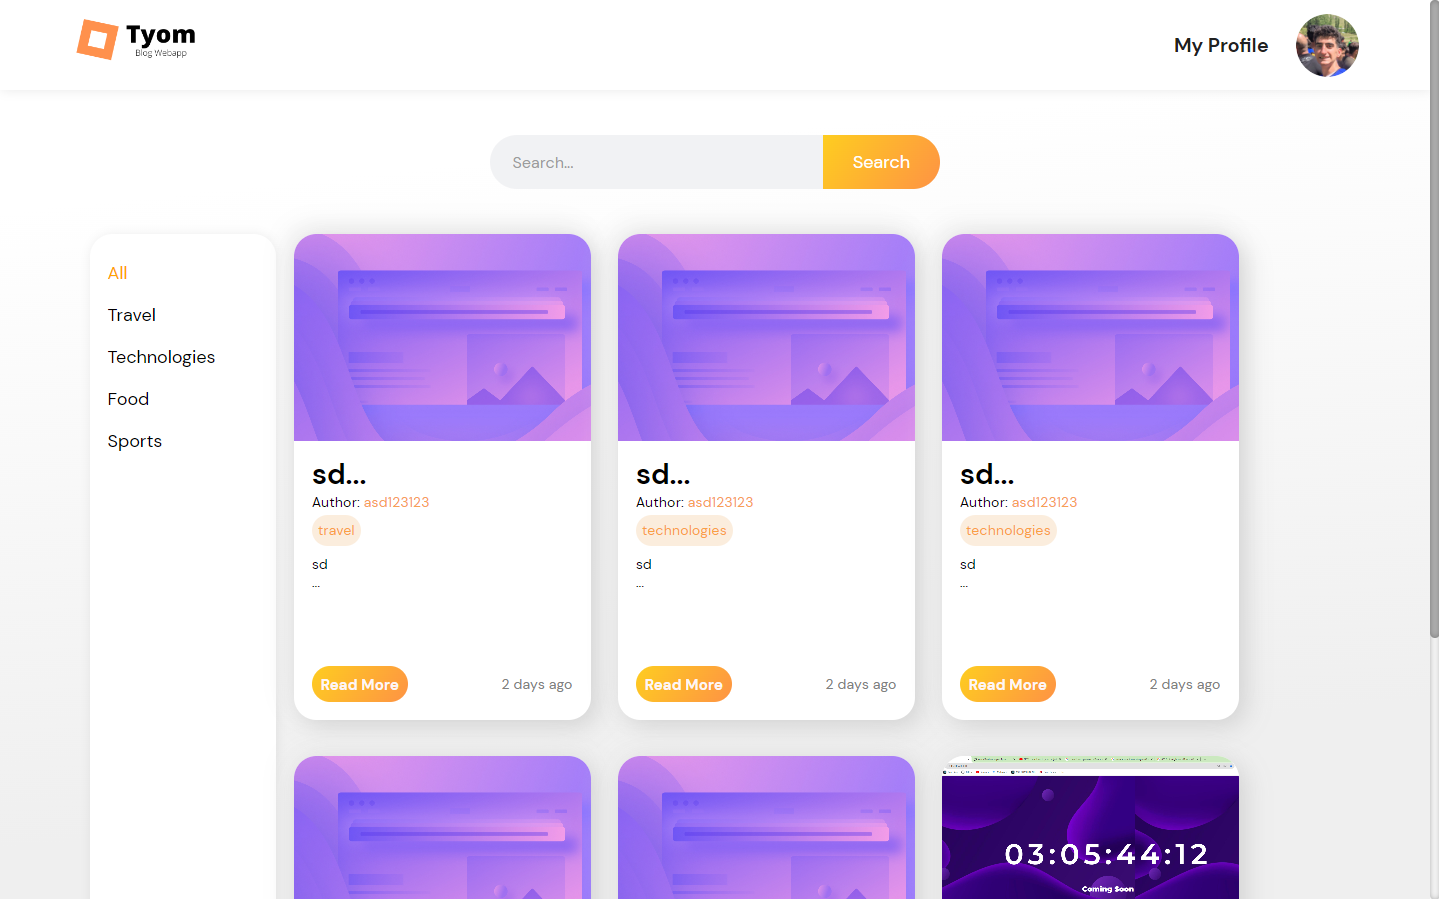 Tyom
Blog Webapp
My Profile
Search...
Search
All
Travel
Technologies
Food
Sports
sd...
Author: asd123123
travel
sd
...
Read More
2 days ago
sd...
Author: asd123123
technologies
sd
...
Read More
2 days ago
sd...
Author: asd123123
technologies
sd
...
Read More
2 days ago
03:05:44:12
Coming Soon